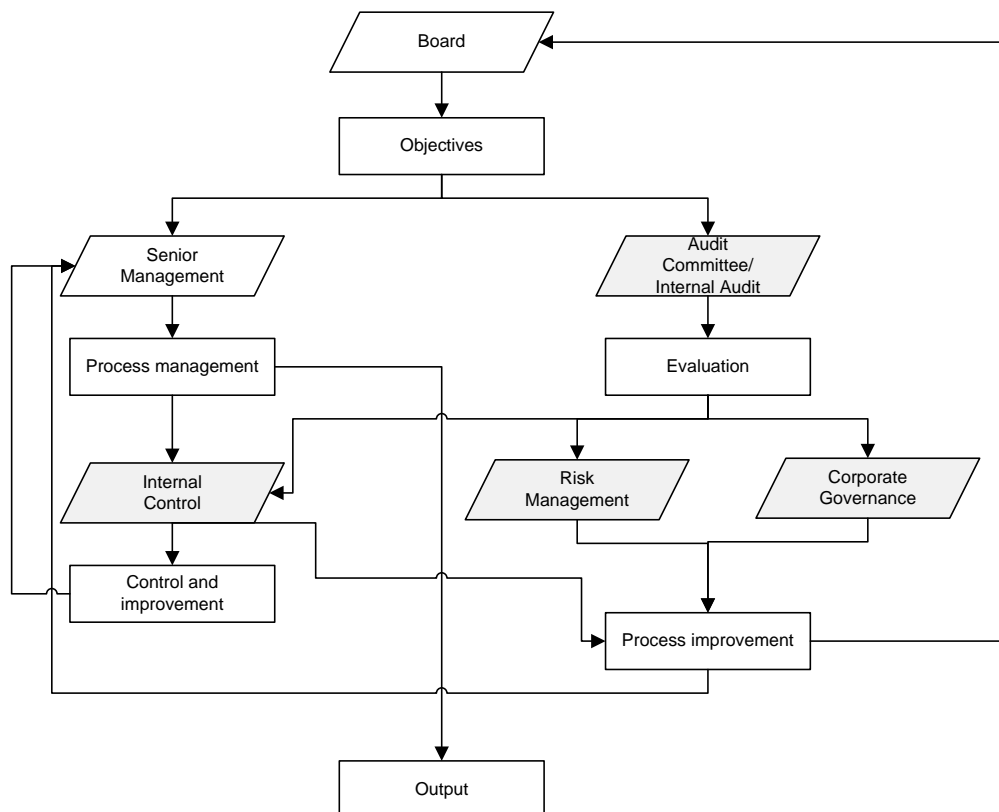 Board
Objectives
Senior
Management
Audit
Committee/
Internal Audit
Process management
Evaluation
Internal
Control
Risk
Management
Corporate
Governance
Control and
improvement
Process improvement
Output